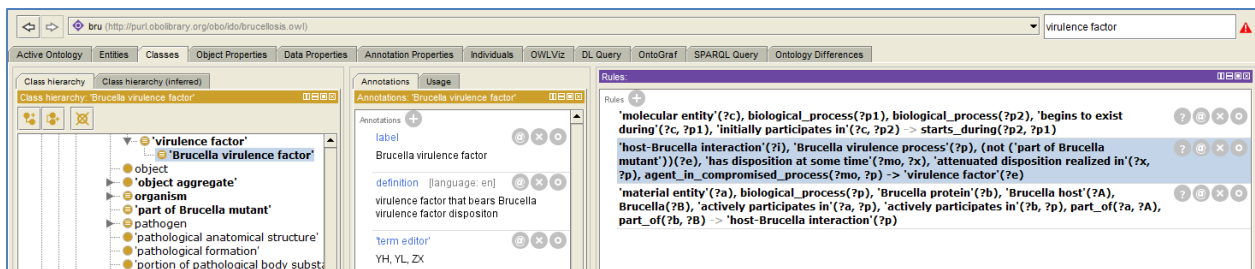 bru (http://purl.obolibrary.org/obo/ido/brucellosis.owl)
virulence factor
Active Ontology Entities Classes Object Properties Data Properties Annotation Properties Individuals OWLViz DL Query OntoGraf SPARQL Query Ontology Differences
Class hierarchy Class hierarchy (inferred)
Class hierarchy: 'Brucella virulence factor'
'virulence factor'
'Brucella virulence factor'
object
'object aggregate'
organism
'part of Brucella mutant'
pathogen
'pathological anatomical structure'
'pathological formation'
'portion of pathological body substa
Annotations Usage
Annotations: 'Brucella virulence factor'
Annotations
label
Brucella virulence factor
definition [language: en]
virulence factor that bears Brucella
virulence factor dispositon
'term editor'
YH, YL, ZX
Rules:
Rules
'molecular entity'(?c), biological_process(?p1), biological_process(?p2), 'begins to exist
during'(?c, ?p1), 'initially participates in'(?c, ?p2) -> starts_during(?p2, ?p1)
'host-Brucella interaction'(?i), 'Brucella virulence process'(?p), (not ('part of Brucella
mutant'))(?e), 'has disposition at some time'(?mo, ?x), 'attenuated disposition realized in'(?x,
?p), agent_in_compromised_process(?mo, ?p) -> 'virulence factor'(?e)
'material entity'(?a), biological_process(?p), 'Brucella protein'(?b), 'Brucella host'(?A),
Brucella(?B), 'actively participates in'(?a, ?p), 'actively participates in'(?b, ?p), part_of(?a, ?A),
part_of(?b, ?B) -> 'host-Brucella interaction'(?p)